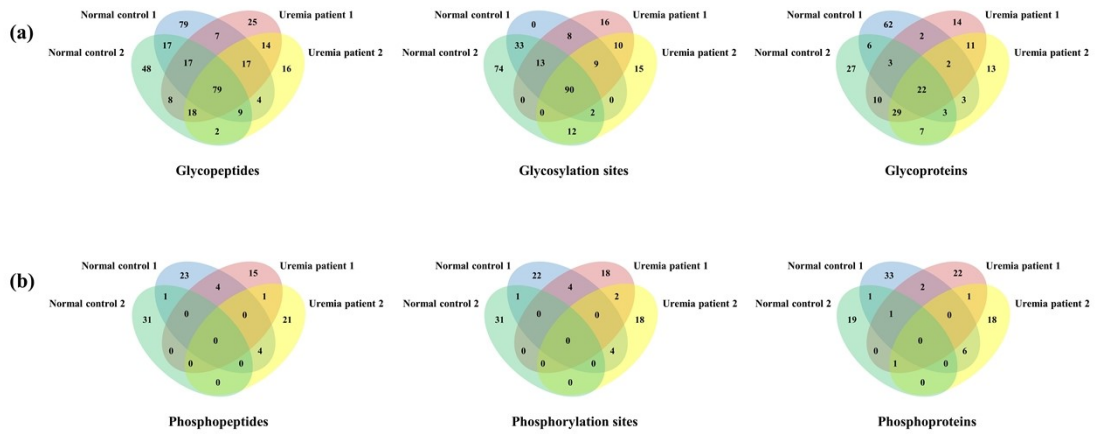 (a)
Normal control 1
79
25
Uremia patient 1
Normal control 2
17
7
14
Uremia patient 2
48
17
17
16
79
8
18
9
4
2
Glycopeptides
Normal control 1
0
16
Uremia patient 1
Normal control 2
33
8
10
Uremia patient 2
74
13
9
15
90
0
0
2
0
12
Glycosylation sites
Normal control 1
62
14
Uremia patient 1
Normal control 2
6
2
11
Uremia patient 2
27
3
2
13
22
10
29
3
3
7
Glycoproteins
(b)
Normal control 1
23
15
Uremia patient 1
Normal control 2
1
4
1
Uremia patient 2
31
0
0
21
0
0
0
0
4
0
Phosphopeptides
Normal control 1
22
18
Uremia patient 1
Normal control 2
1
4
2
Uremia patient 2
31
0
0
18
0
0
0
0
4
0
Phosphorylation sites
Normal control 1
33
22
Uremia patient 1
Normal control 2
1
2
1
Uremia patient 2
19
1
0
18
0
0
1
0
6
0
Phosphoproteins